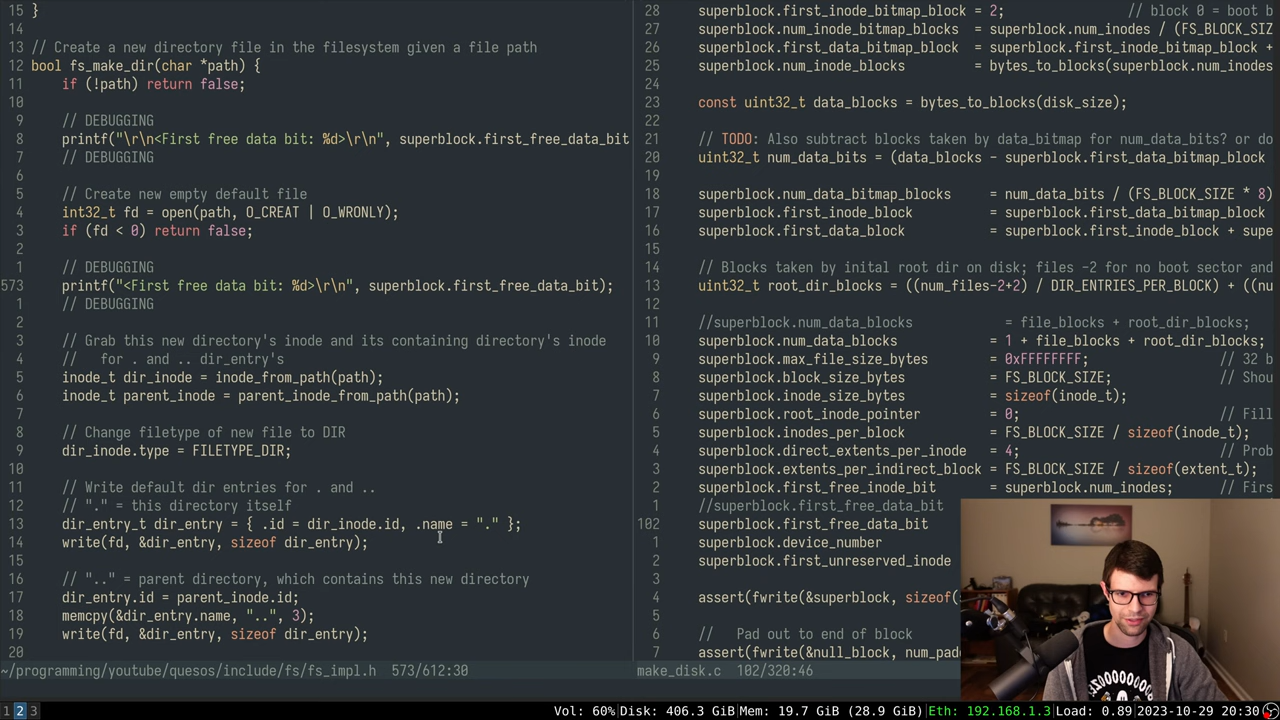 15 }
14
13 // Create a new directory file in the filesystem given a file path
12 bool fs_make_dir(char *path) {
11     if (!path) return false;
10
9     // DEBUGGING
8     printf("\r\n<First free data bit: %d>\r\n", superblock.first_free_data_bit
7     // DEBUGGING
6
5     // Create new empty default file
4     int32_t fd = open(path, O_CREAT | O_WRONLY);
3     if (fd < 0) return false;
2
1     // DEBUGGING
573     printf("<First free data bit: %d>\r\n", superblock.first_free_data_bit);
1     // DEBUGGING
2
3     // Grab this new directory's inode and its containing directory's inode
4     //   for . and .. dir_entry's
5     inode_t dir_inode = inode_from_path(path);
6     inode_t parent_inode = parent_inode_from_path(path);
7
8     // Change filetype of new file to DIR
9     dir_inode.type = FILETYPE_DIR;
10
11     // Write default dir entries for . and ..
12     // "." = this directory itself
13     dir_entry_t dir_entry = { .id = dir_inode.id, .name = "." };
14     write(fd, &dir_entry, sizeof dir_entry);
15
16     // ".." = parent directory, which contains this new directory
17     dir_entry.id = parent_inode.id;
18     memcpy(&dir_entry.name, "..", 3);
19     write(fd, &dir_entry, sizeof dir_entry);
20
~/programming/youtube/quesos/include/fs/fs_impl.h  573/612:30
28     superblock.first_inode_bitmap_block = 2;                // block 0 = boot b
27     superblock.num_inode_bitmap_blocks  = superblock.num_inodes / (FS_BLOCK_SIZ
26     superblock.first_data_bitmap_block  = superblock.first_inode_bitmap_block +
25     superblock.num_inode_blocks         = bytes_to_blocks(superblock.num_inodes
24
23     const uint32_t data_blocks = bytes_to_blocks(disk_size);
22
21     // TODO: Also subtract blocks taken by data_bitmap for num_data_bits? or do
20     uint32_t num_data_bits = (data_blocks - superblock.first_data_bitmap_block
19
18     superblock.num_data_bitmap_blocks   = num_data_bits / (FS_BLOCK_SIZE * 8)
17     superblock.first_inode_block        = superblock.first_data_bitmap_block
16     superblock.first_data_block         = superblock.first_inode_block + supe
15
14     // Blocks taken by inital root dir on disk; files -2 for no boot sector and
13     uint32_t root_dir_blocks = ((num_files-2+2) / DIR_ENTRIES_PER_BLOCK) + ((nu
12
11     //superblock.num_data_blocks            = file_blocks + root_dir_blocks;
10     superblock.num_data_blocks          = 1 + file_blocks + root_dir_blocks;
9     superblock.max_file_size_bytes      = 0xFFFFFFFF;             // 32 b
8     superblock.block_size_bytes         = FS_BLOCK_SIZE;          // Shou
7     superblock.inode_size_bytes         = sizeof(inode_t);
6     superblock.root_inode_pointer       = 0;                      // Fill
5     superblock.inodes_per_block         = FS_BLOCK_SIZE / sizeof(inode_t);
4     superblock.direct_extents_per_inode = 4;                      // Prob
3     superblock.extents_per_indirect_block = FS_BLOCK_SIZE / sizeof(extent_t);
2     superblock.first_free_inode_bit     = superblock.num_inodes;  // Firs
1     //superblock.first_free_data_bit
102     superblock.first_free_data_bit
1     superblock.device_number
2     superblock.first_unreserved_inode
3
4     assert(fwrite(&superblock, sizeof(
5
6     //   Pad out to end of block
7     assert(fwrite(&null_block, num_pad
make_disk.c  102/320:46
1 2 3
Vol: 60%|Disk: 406.3 GiB|Mem: 19.7 GiB (28.9 GiB)|Eth: 192.168.1.3|Load: 0.89|2023-10-29 20:30